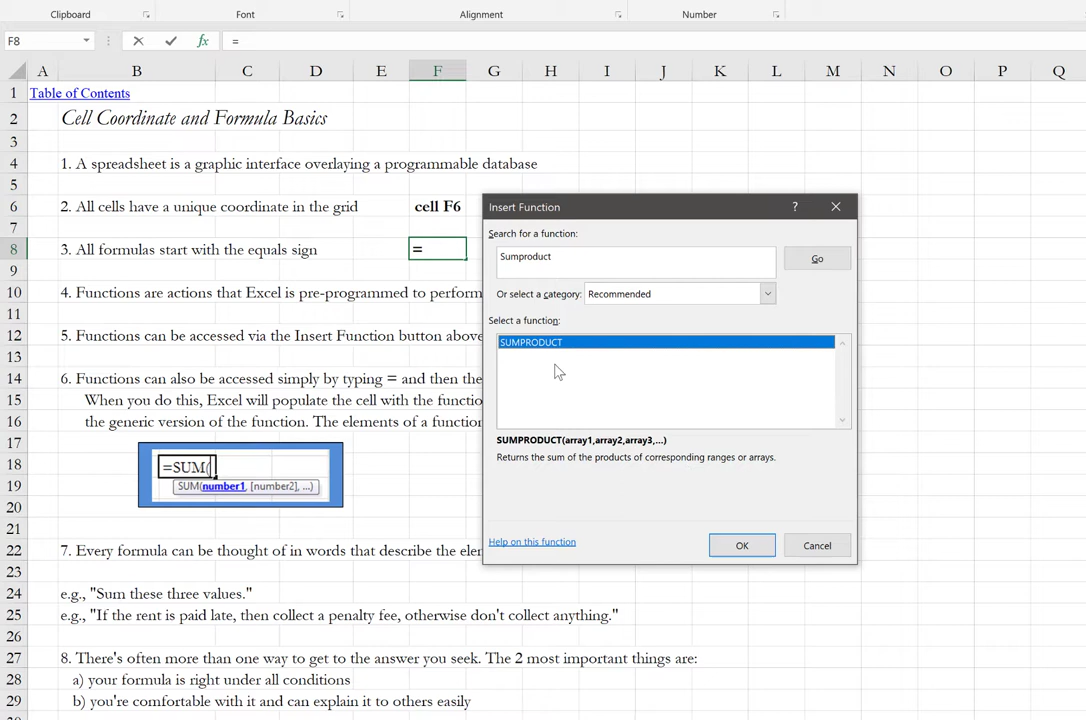 Clipboard Font Alignment Number
F8 fx =
A B C D E F G H I J K L M N O P Q
1 Table of Contents
2 Cell Coordinate and Formula Basics
3
4 1. A spreadsheet is a graphic interface overlaying a programmable database
5
6 2. All cells have a unique coordinate in the grid cell F6
7
8 3. All formulas start with the equals sign =
9
10 4. Functions are actions that Excel is pre-programmed to perform
11
12 5. Functions can be accessed via the Insert Function button above
13
14 6. Functions can also be accessed simply by typing = and then the
15 When you do this, Excel will populate the cell with the function
16 the generic version of the function. The elements of a function
17
18 =SUM(
19 SUM(number1, [number2], ...)
20
21
22 7. Every formula can be thought of in words that describe the
23
24 e.g., "Sum these three values."
25 e.g., "If the rent is paid late, then collect a penalty fee, otherwise don't collect anything."
26
27 8. There's often more than one way to get to the answer you seek. The 2 most important things are:
28 a) your formula is right under all conditions
29 b) you're comfortable with it and can explain it to others easily
Insert Function ?
Search for a function:
Sumproduct
Go
Or select a category: Recommended
Select a function:
SUMPRODUCT
SUMPRODUCT(array1,array2,array3,...)
Returns the sum of the products of corresponding ranges or arrays.
Help on this function OK Cancel